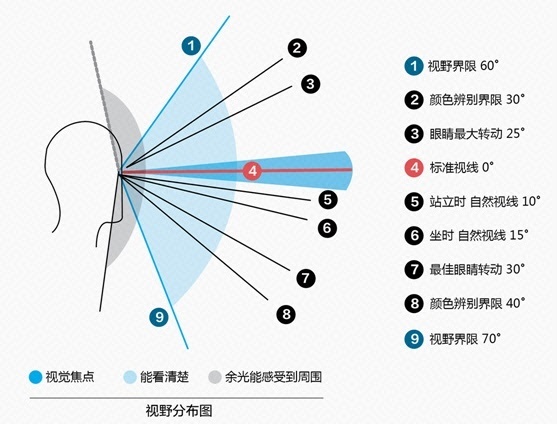 1
2
3
4
5
6
7
8
9
1 视野界限 60°
2 颜色辨别界限 30°
3 眼睛最大转动 25°
4 标准视线 0°
5 站立时 自然视线 10°
6 坐时 自然视线 15°
7 最佳眼睛转动 30°
8 颜色辨别界限 40°
9 视野界限 70°
视觉焦点 能看清楚 余光能感受到周围
视野分布图